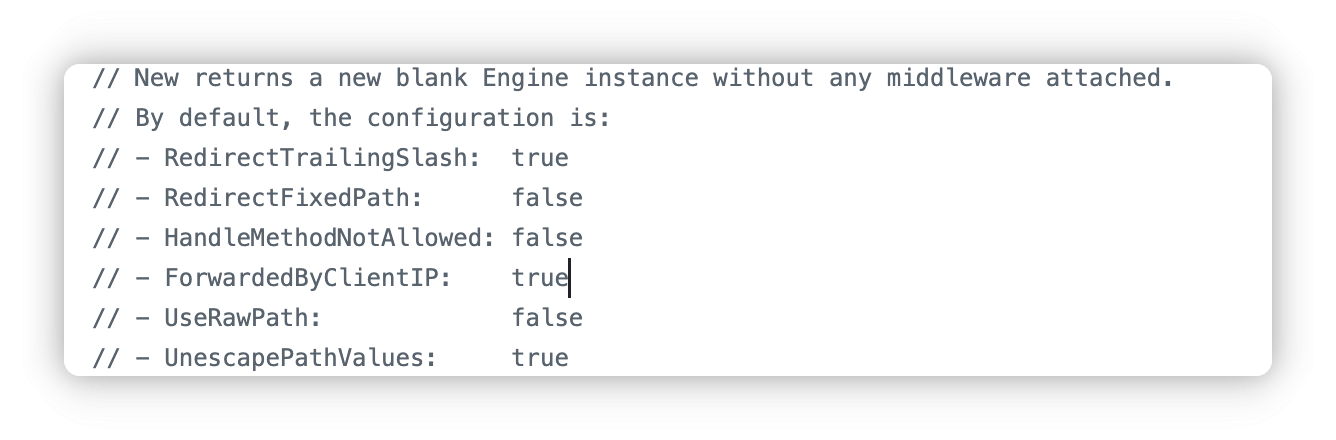 // New returns a new blank Engine instance without any middleware attached.
// By default, the configuration is:
// - RedirectTrailingSlash:  true
// - RedirectFixedPath:      false
// - HandleMethodNotAllowed: false
// - ForwardedByClientIP:    true
// - UseRawPath:             false
// - UnescapePathValues:     true